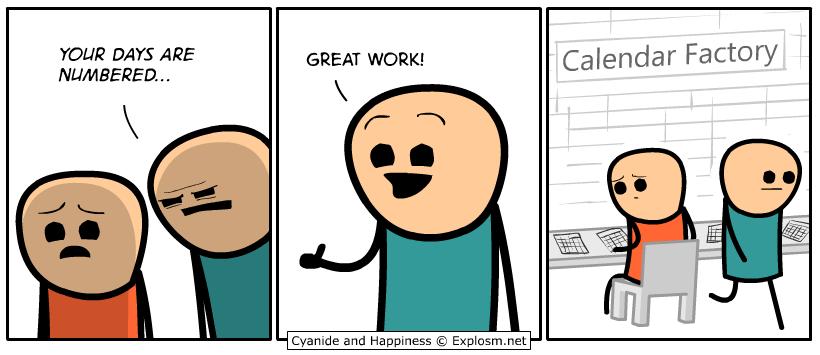 YOUR DAYS ARE
NUMBERED...
GREAT WORK!
Calendar Factory
Cyanide and Happiness © Explosm.net